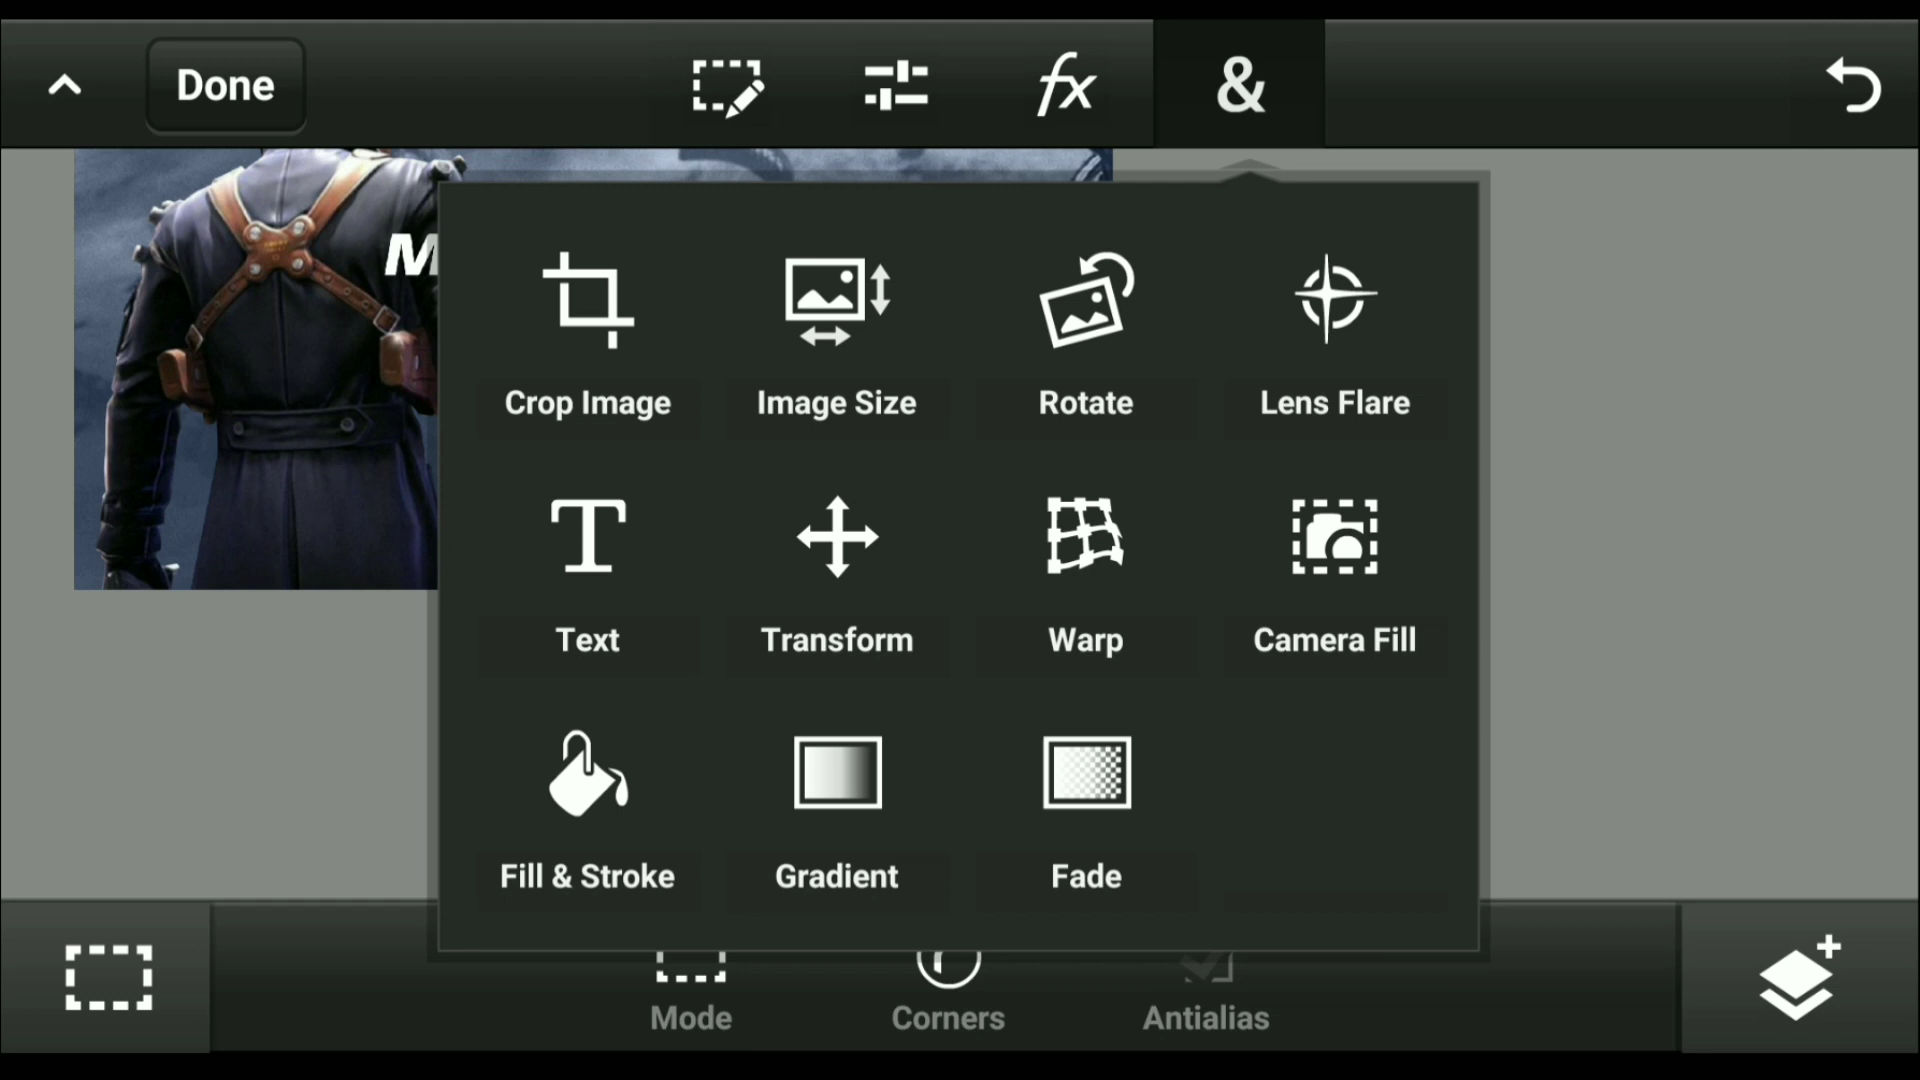 Done
fx
&
M
Crop Image
Image Size
Rotate
Lens Flare
Text
Transform
Warp
Camera Fill
Fill & Stroke
Gradient
Fade
Mode
Corners
Antialias